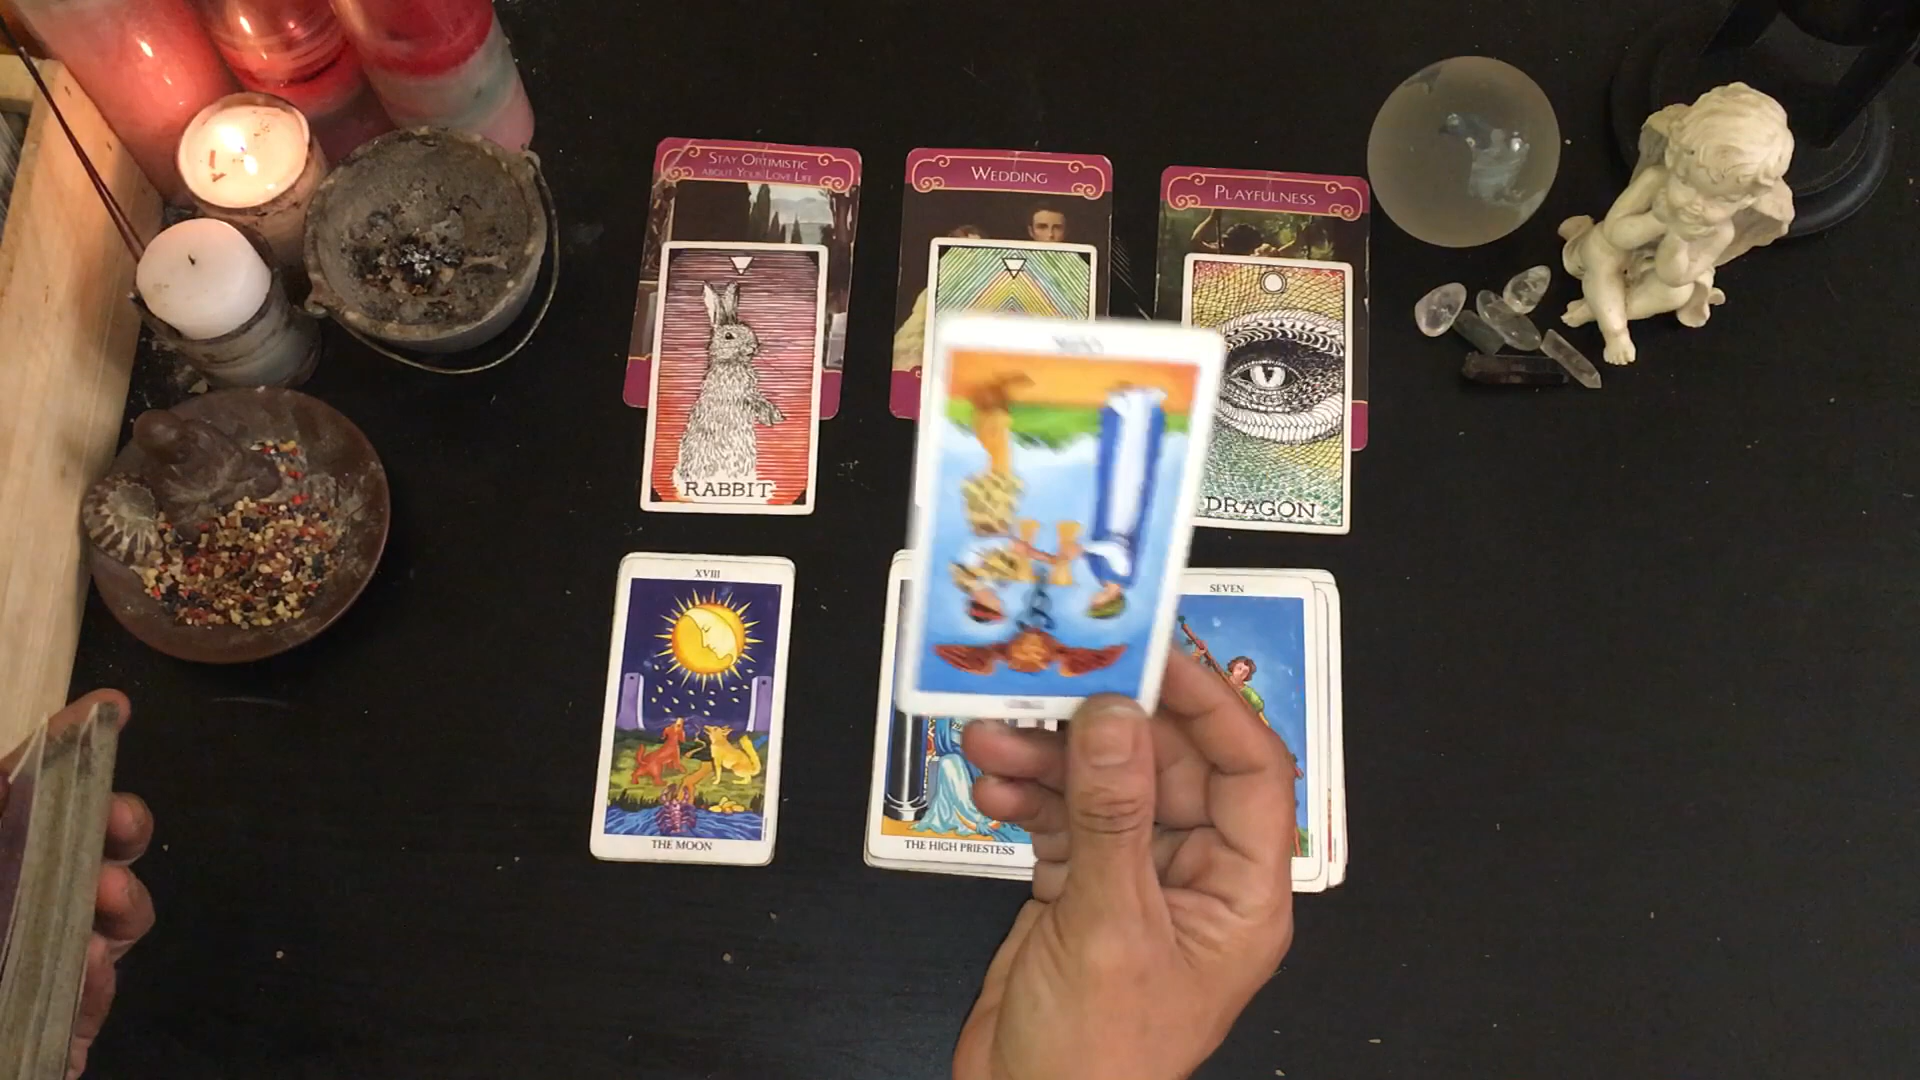 STAY OPTIMISTIC
ABOUT YOUR LOVE LIFE
WEDDING
PLAYFULNESS
RABBIT
DRAGON
XVIII
THE MOON
THE HIGH PRIESTESS
SEVEN